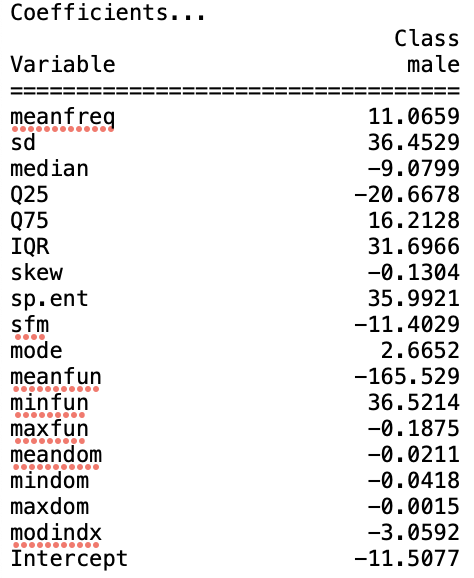 Coefficients...
Class
Variable male
===================================
meanfreq 11.0659
sd 36.4529
median -9.0799
Q25 -20.6678
Q75 16.2128
IQR 31.6966
skew -0.1304
sp.ent 35.9921
sfm -11.4029
mode 2.6652
meanfun -165.529
minfun 36.5214
maxfun -0.1875
meandom -0.0211
mindom -0.0418
maxdom -0.0015
modindx -3.0592
Intercept -11.5077